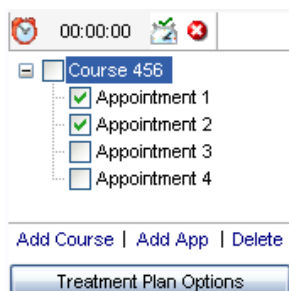 00:00:00
Course 456
Appointment 1
Appointment 2
Appointment 3
Appointment 4
Add Course | Add App | Delete
Treatment Plan Options